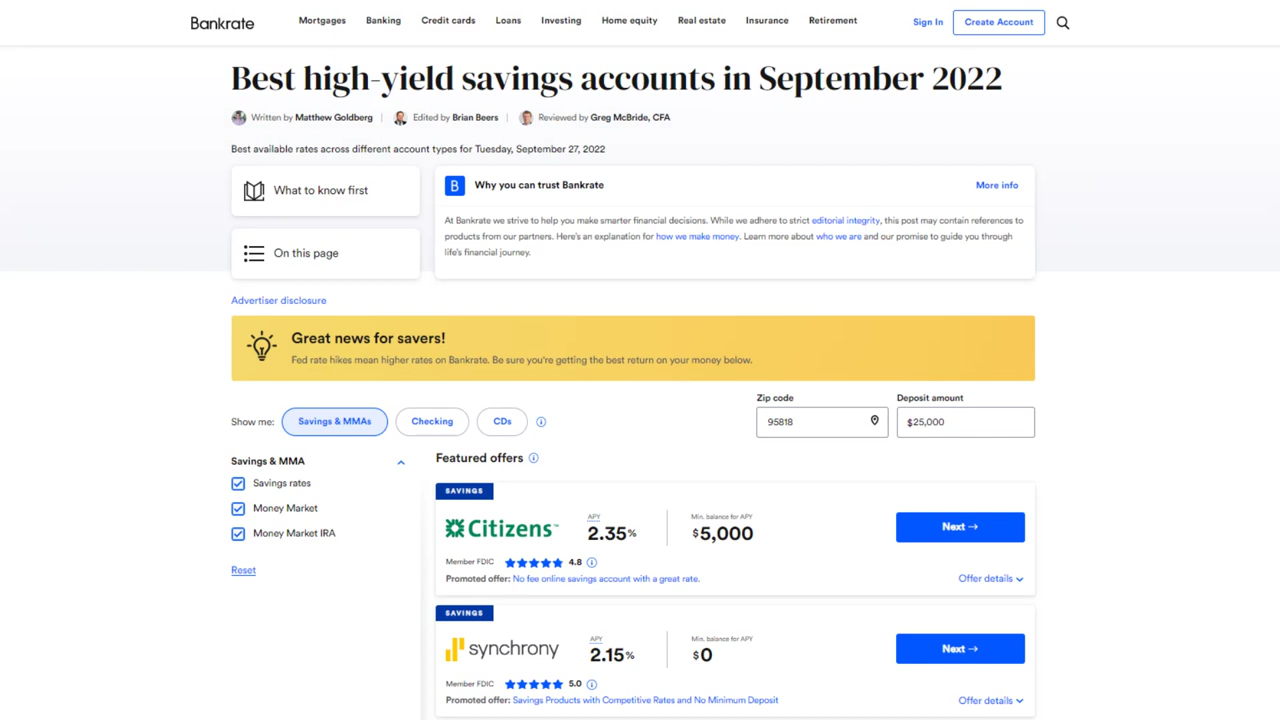 Bankrate
Mortgages Banking Credit cards Loans Investing Home equity Real estate Insurance Retirement
Sign In Create Account
Best high-yield savings accounts in September 2022
Written by Matthew Goldberg | Edited by Brian Beers | Reviewed by Greg McBride, CFA
Best available rates across different account types for Tuesday, September 27, 2022
What to know first
On this page
B Why you can trust Bankrate More info
At Bankrate we strive to help you make smarter financial decisions. While we adhere to strict editorial integrity, this post may contain references to
products from our partners. Here's an explanation for how we make money. Learn more about who we are and our promise to guide you through
life's financial journey.
Advertiser disclosure
Great news for savers!
Fed rate hikes mean higher rates on Bankrate. Be sure you're getting the best return on your money below.
Zip code Deposit amount
Show me: Savings & MMAs Checking CDs 95818 $25,000
Savings & MMA
Savings rates
Money Market
Money Market IRA
Reset
Featured offers
SAVINGS
Citizens™ APY 2.35% Min. balance for APY $5,000 Next →
Member FDIC 4.8
Promoted offer: No fee online savings account with a great rate. Offer details
SAVINGS
synchrony APY 2.15% Min. balance for APY $0 Next →
Member FDIC 5.0
Promoted offer: Savings Products with Competitive Rates and No Minimum Deposit Offer details